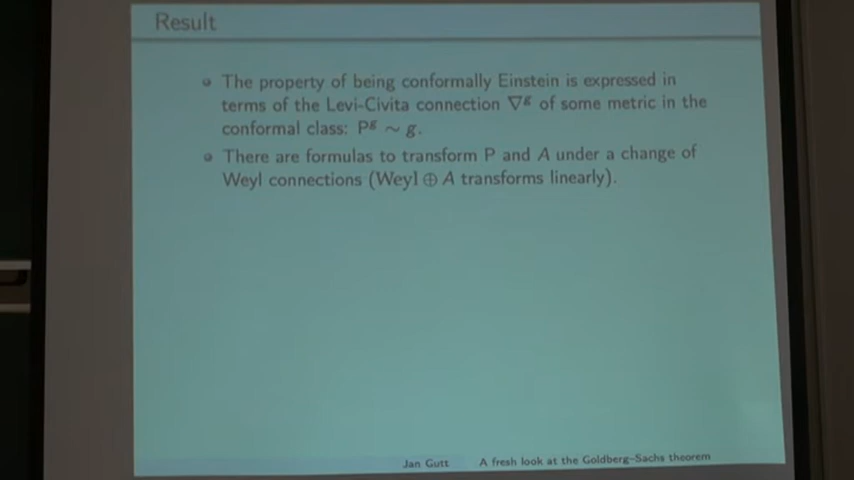 Result
The property of being conformally Einstein is expressed in
terms of the Levi-Civita connection ∇ᵍ of some metric in the
conformal class: Pᵍ ∼ g.
There are formulas to transform P and A under a change of
Weyl connections (Weyl ⊕ A transforms linearly).
Jan Gutt A fresh look at the Goldberg–Sachs theorem